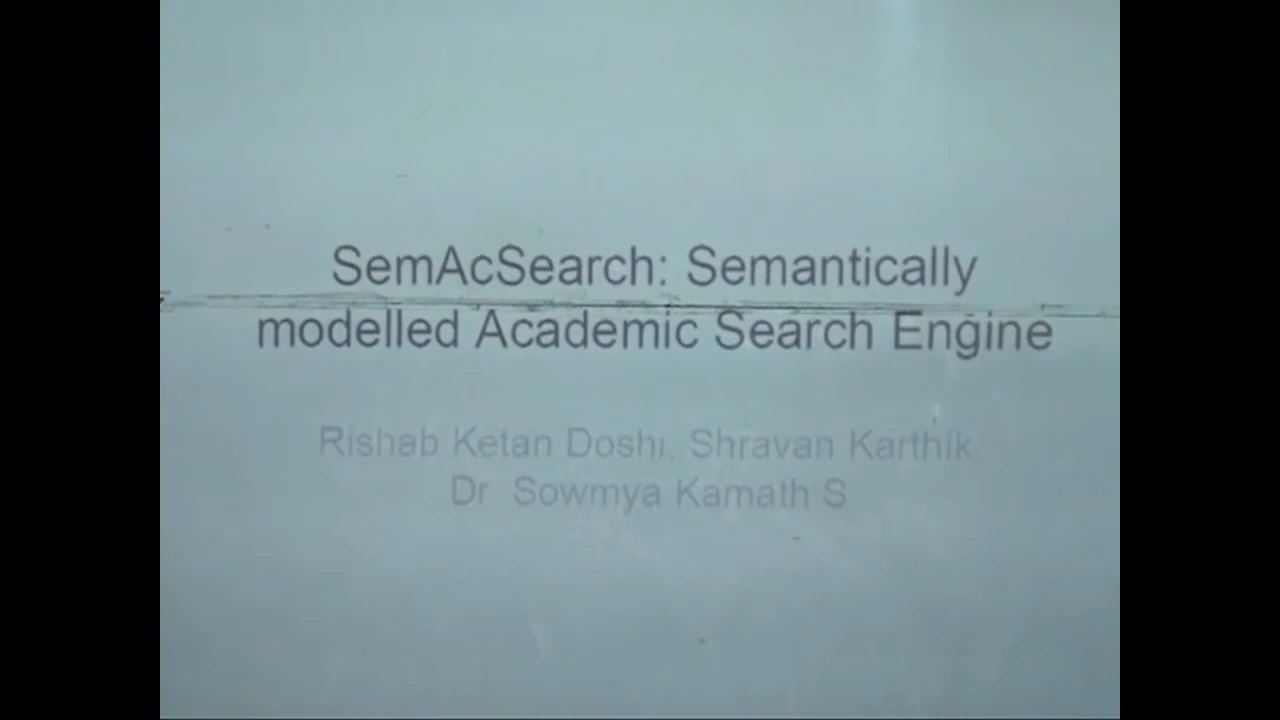 SemAcSearch: Semantically
modelled Academic Search Engine
Rishab Ketan Doshi, Shravan Karthik
Dr Sowmya Kamath S